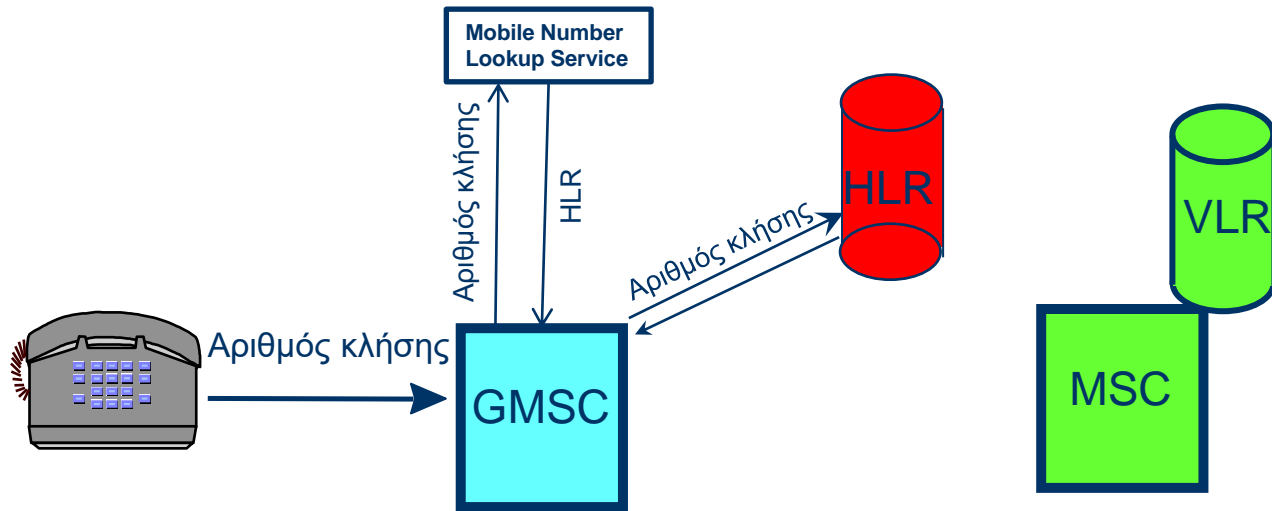 Mobile Number
Lookup Service
Αριθμός κλήσης
HLR
Αριθμός κλήσης
HLR
VLR
Αριθμός κλήσης
GMSC
MSC